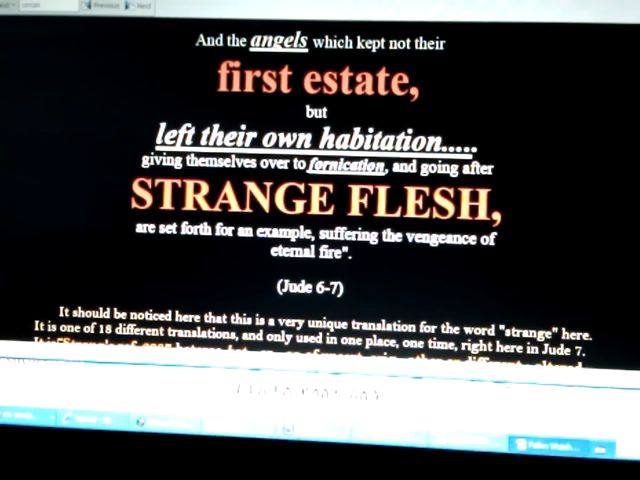 Previous Next
And the angels which kept not their
first estate,
but
left their own habitation.....
giving themselves over to fornication, and going after
STRANGE FLESH,
are set forth for an example, suffering the vengeance of
eternal fire".
(Jude 6-7)
It should be noticed here that this is a very unique translation for the word "strange" here.
It is one of 18 different translations, and only used in one place, one time, right here in Jude 7.